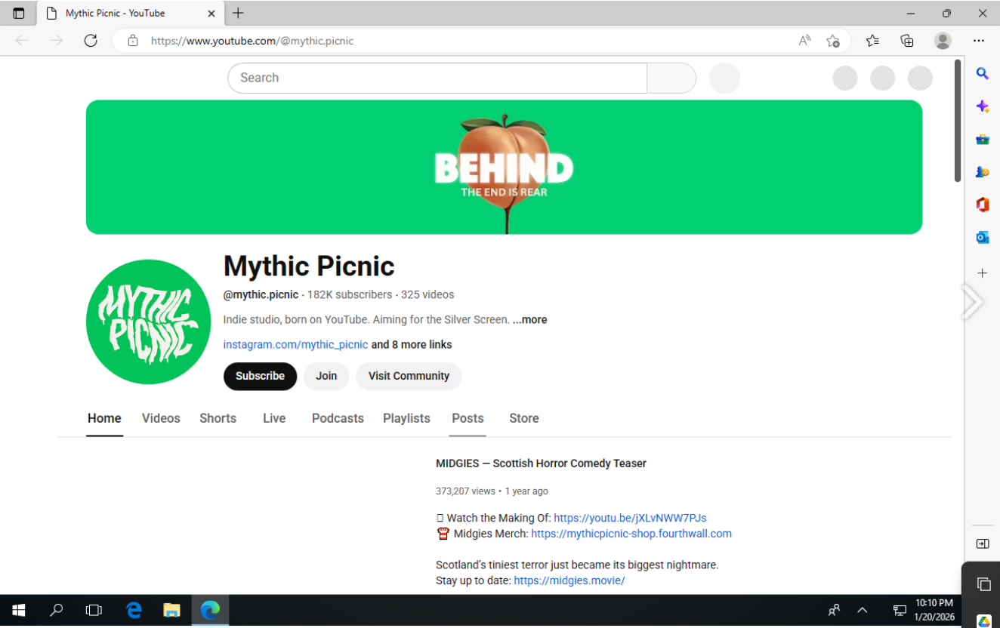 Mythic Picnic - YouTube
https://www.youtube.com/@mythic.picnic
Search
BEHIND
THE END IS REAR
MYTHIC
PICNIC
Mythic Picnic
@mythic.picnic · 182K subscribers · 325 videos
Indie studio, born on YouTube. Aiming for the Silver Screen. ...more
instagram.com/mythic_picnic and 8 more links
Subscribe Join Visit Community
Home Videos Shorts Live Podcasts Playlists Posts Store
MIDGIES — Scottish Horror Comedy Teaser
373,207 views • 1 year ago
Watch the Making Of: https://youtu.be/jXLvNWW7PJs
Midgies Merch: https://mythicpicnic-shop.fourthwall.com
Scotland’s tiniest terror just became its biggest nightmare.
Stay up to date: https://midgies.movie/
10:10 PM
1/20/2026